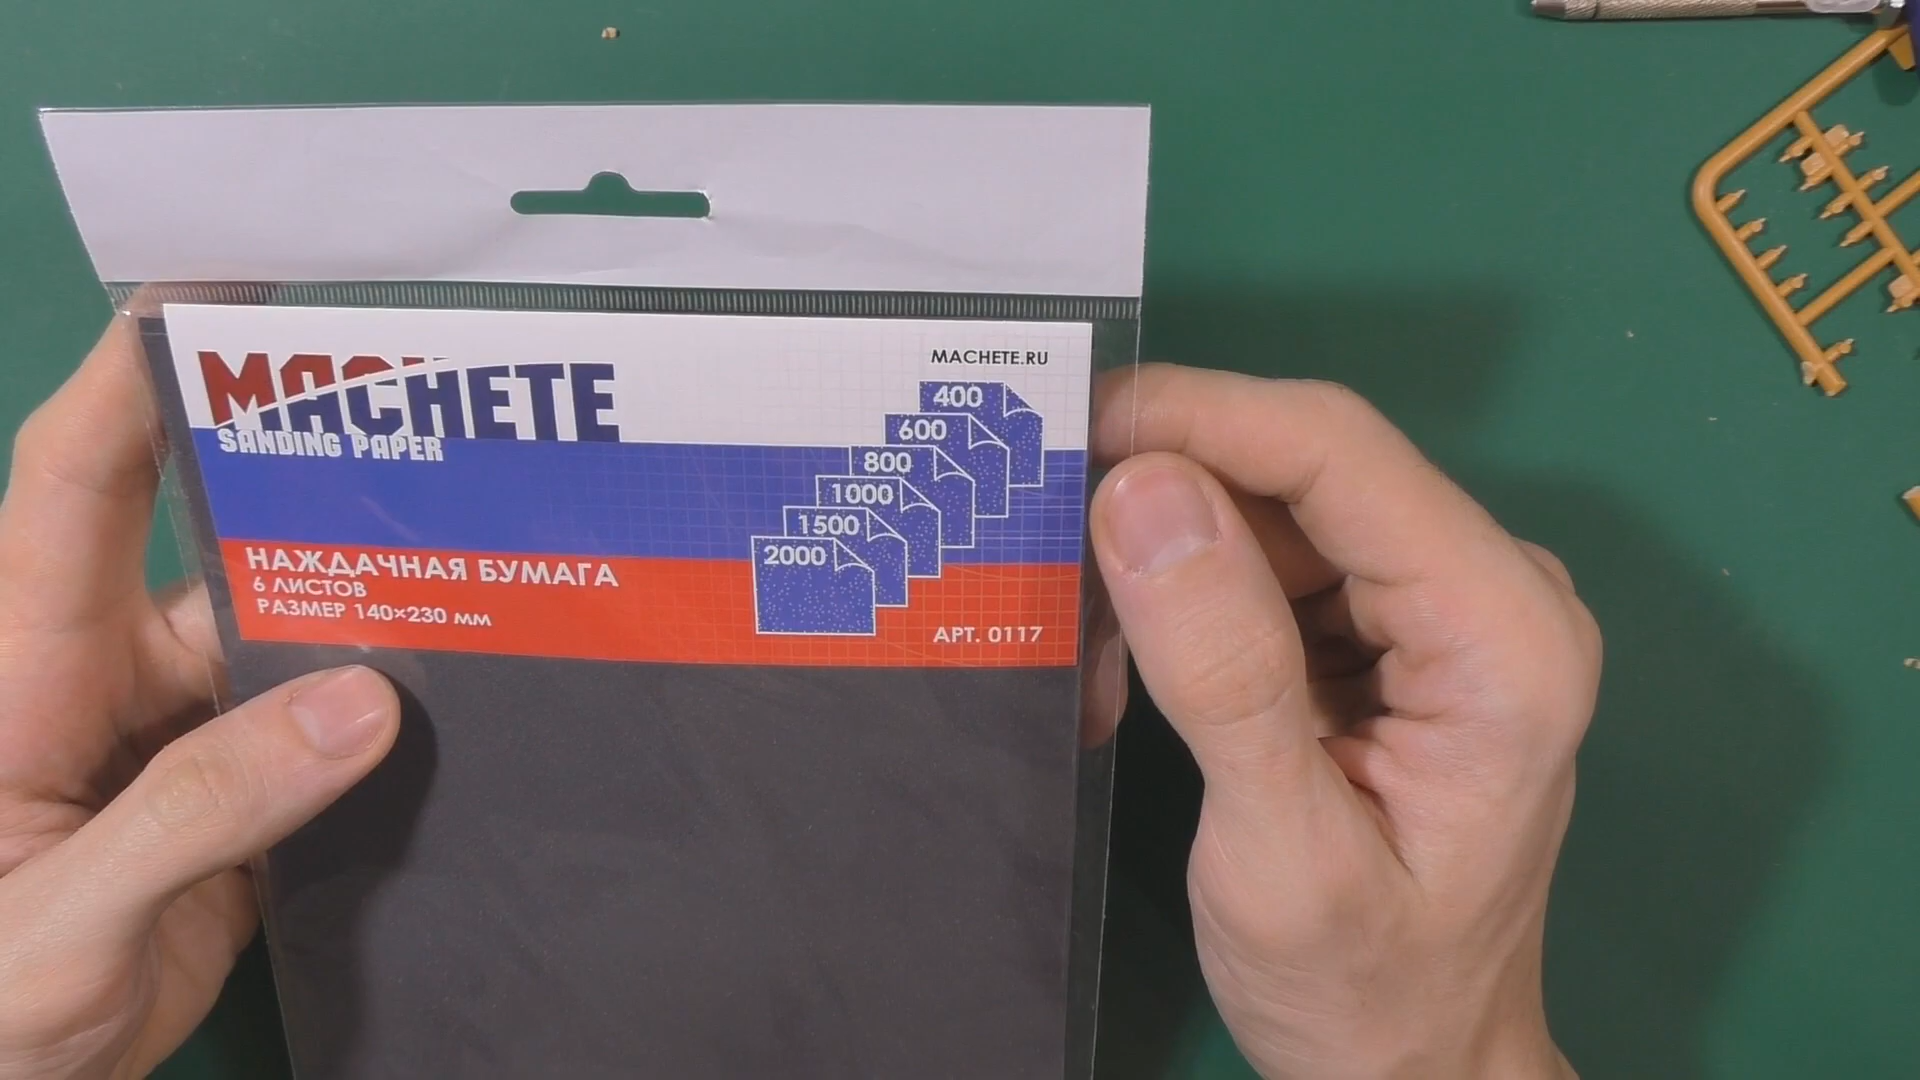 MACHETE
SANDING PAPER
MACHETE.RU
400
600
800
1000
1500
2000
НАЖДАЧНАЯ БУМАГА
6 ЛИСТОВ
РАЗМЕР 140×230 мм
АРТ. 0117